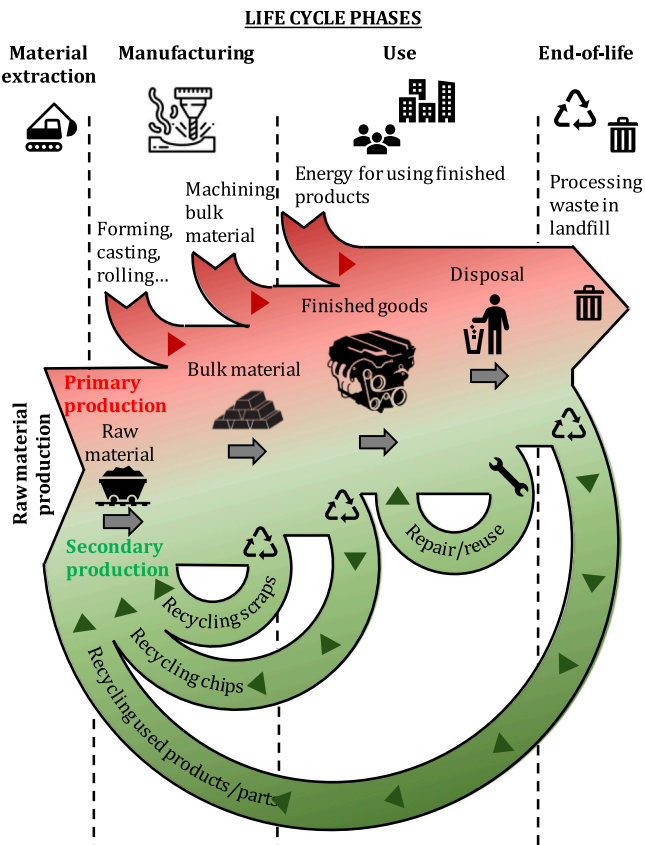 LIFE CYCLE PHASES
Material
extraction
Manufacturing
Use
End-of-life
Energy for using finished
products
Processing
waste in
landfill
Machining
bulk
material
Forming,
casting,
rolling...
Disposal
Finished goods
Bulk material
Primary
production
Raw
material
Raw material
production
Secondary
production
Repair/reuse
Recycling scraps
Recycling chips
Recycling used products/parts